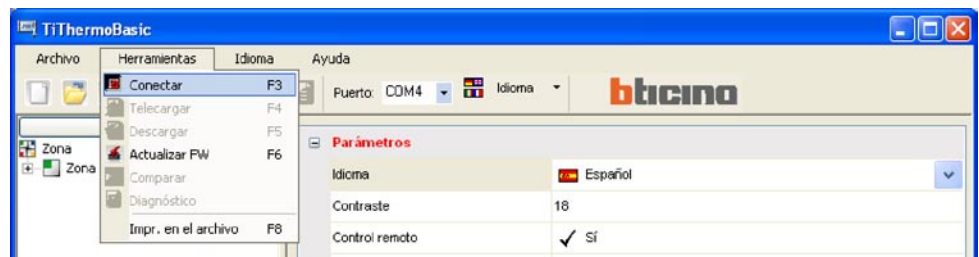 TiThermoBasic
Archivo Herramientas Idioma Ayuda
Conectar F3
Telecargar F4
Descargar F5
Actualizar FW F6
Comparar
Diagnóstico
Impr. en el archivo F8
Puerto: COM4 Idioma bticino
Zona
Zona
Parámetros
Idioma Español
Contraste 18
Control remoto Sí